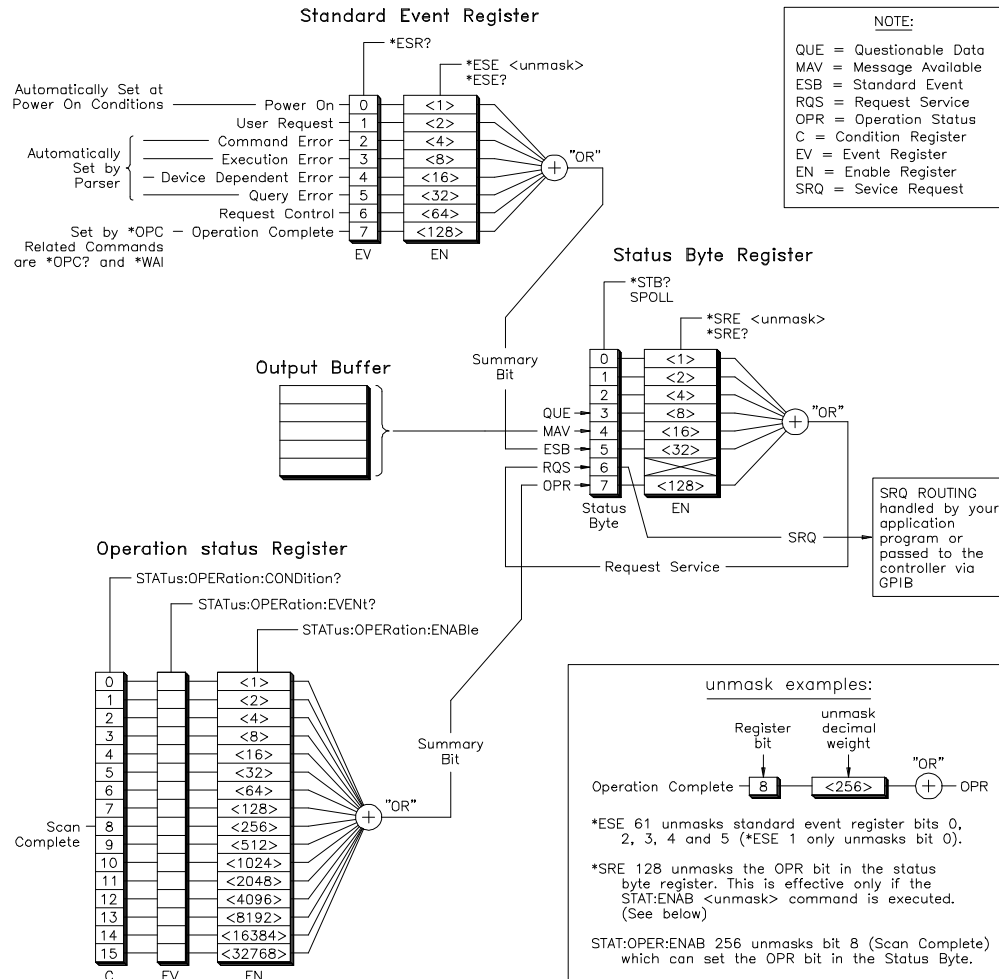 Standard Event Register
*ESR?
*ESE <unmask>
*ESE?
Automatically Set at
Power On Conditions
Power On 0 <1>
User Request 1 <2>
Command Error 2 <4>
Execution Error 3 <8>
Device Dependent Error 4 <16>
Query Error 5 <32>
Request Control 6 <64>
Operation Complete 7 <128>
Automatically
Set by
Parser
Set by *OPC
Related Commands
are *OPC? and *WAI
EV
EN
"OR"
NOTE:
QUE = Questionable Data
MAV = Message Available
ESB = Standard Event
RQS = Request Service
OPR = Operation Status
C = Condition Register
EV = Event Register
EN = Enable Register
SRQ = Sevice Request
Status Byte Register
*STB?
SPOLL
*SRE <unmask>
*SRE?
Summary
Bit
Output Buffer
0 <1>
1 <2>
2 <4>
QUE 3 <8>
MAV 4 <16>
ESB 5 <32>
RQS 6
OPR 7 <128>
Status
Byte
EN
"OR"
SRQ
Request Service
SRQ ROUTING
handled by your
application
program or
passed to the
controller via
GPIB
Operation status Register
STATus:OPERation:CONDition?
STATus:OPERation:EVENt?
STATus:OPERation:ENABle
0 <1>
1 <2>
2 <4>
3 <8>
4 <16>
5 <32>
6 <64>
7 <128>
8 <256>
9 <512>
10 <1024>
11 <2048>
12 <4096>
13 <8192>
14 <16384>
15 <32768>
Scan
Complete
C
EV
EN
"OR"
Summary
Bit
unmask examples:
Register
bit
unmask
decimal
weight
"OR"
Operation Complete 8 <256> OPR
*ESE 61 unmasks standard event register bits 0,
2, 3, 4 and 5 (*ESE 1 only unmasks bit 0).
*SRE 128 unmasks the OPR bit in the status
byte register. This is effective only if the
STAT:ENAB <unmask> command is executed.
(See below)
STAT:OPER:ENAB 256 unmasks bit 8 (Scan Complete)
which can set the OPR bit in the Status Byte.